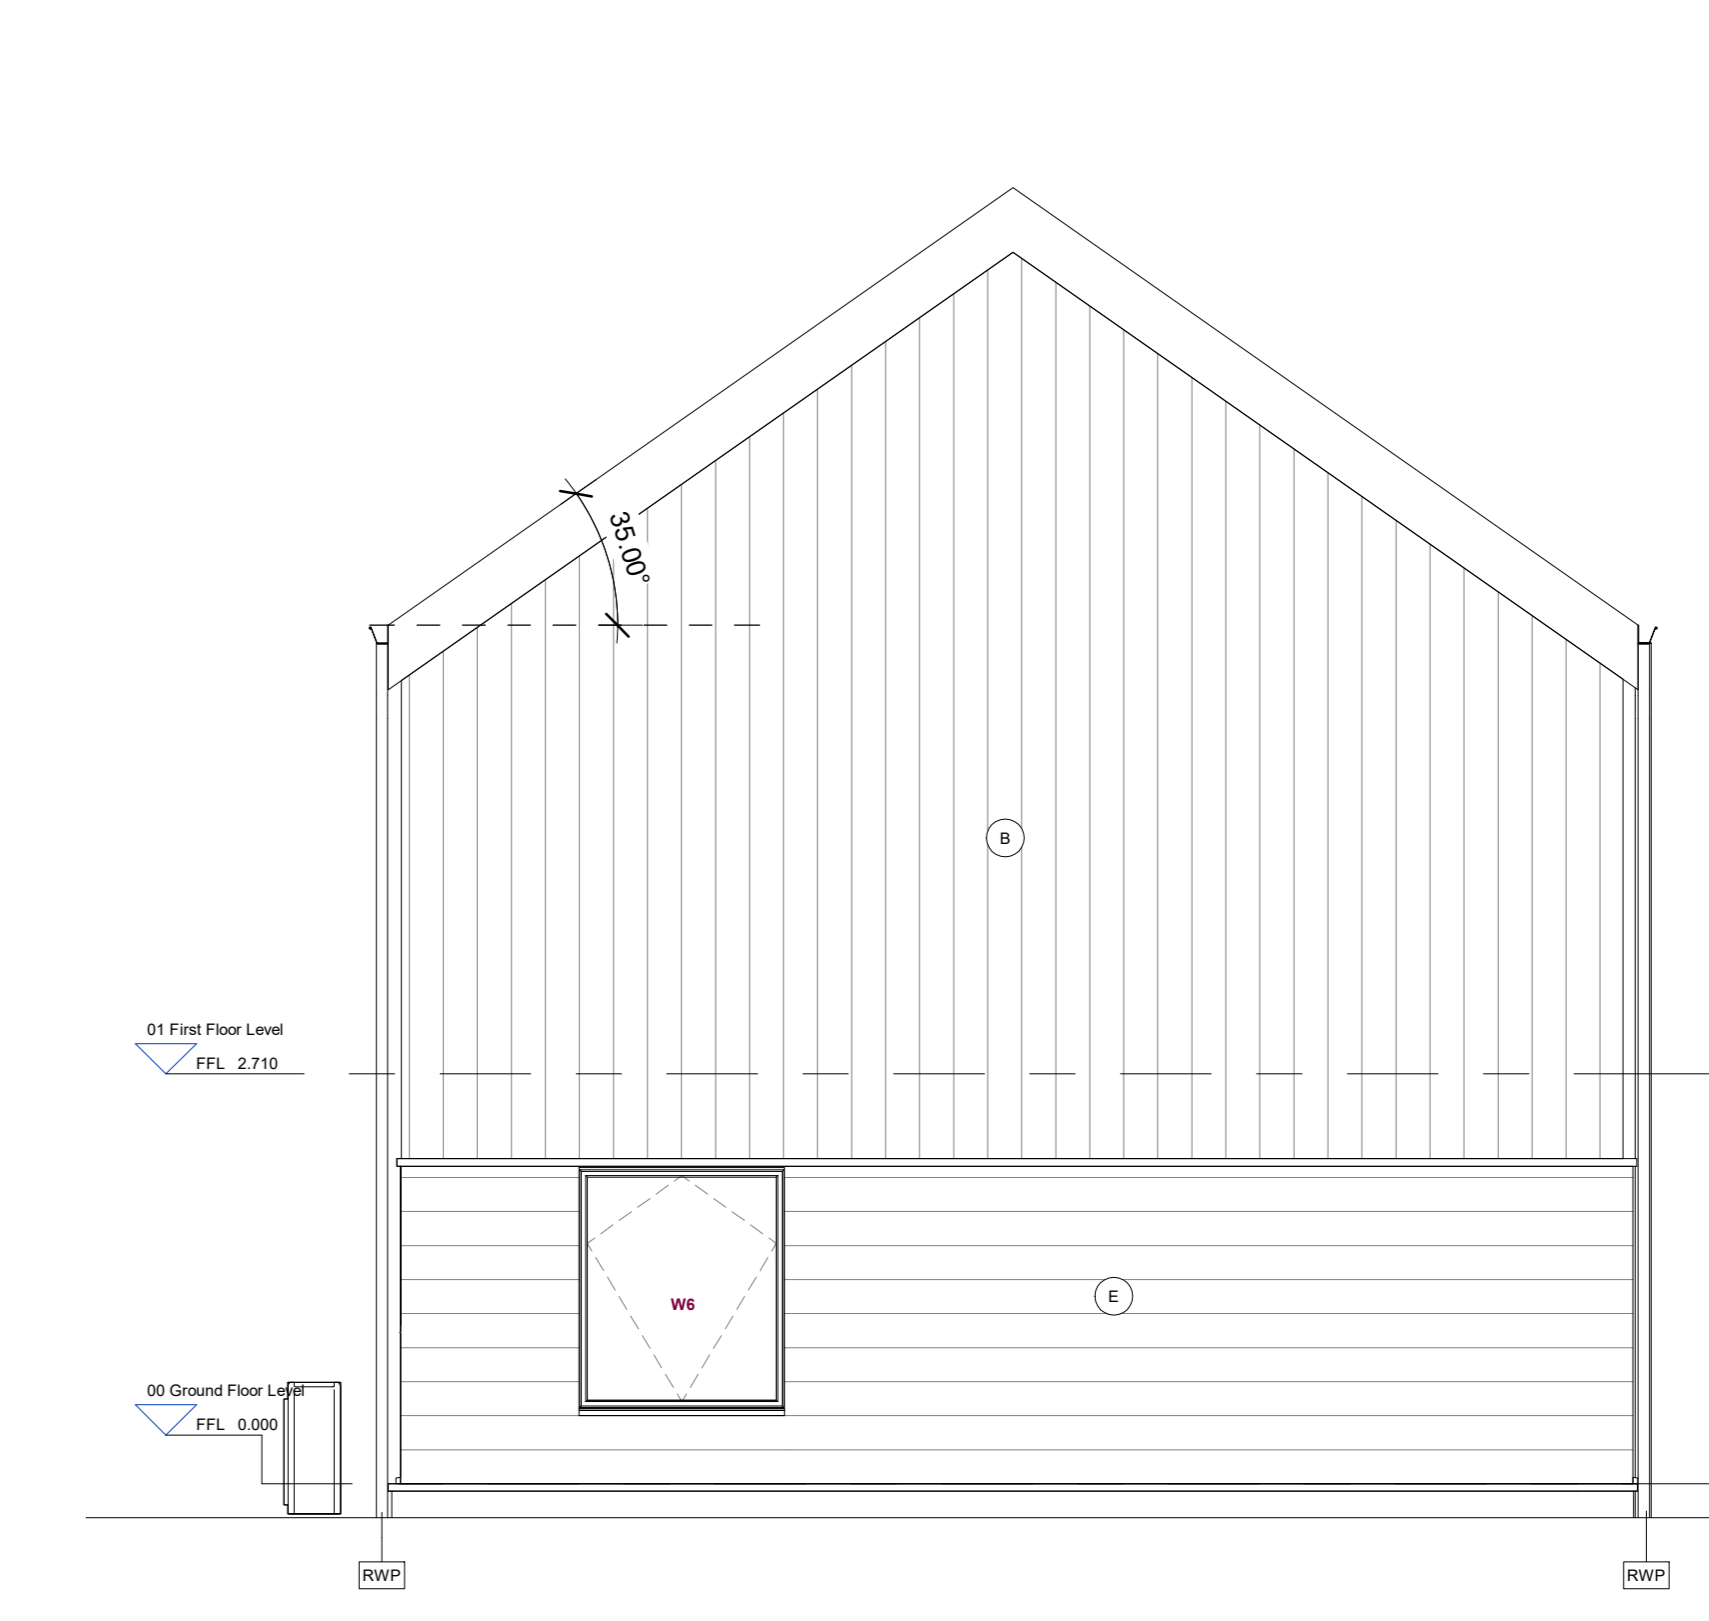 35.00°
B
01 First Floor Level
FFL 2.710
E
W6
00 Ground Floor Level
FFL 0.000
RWP
RWP